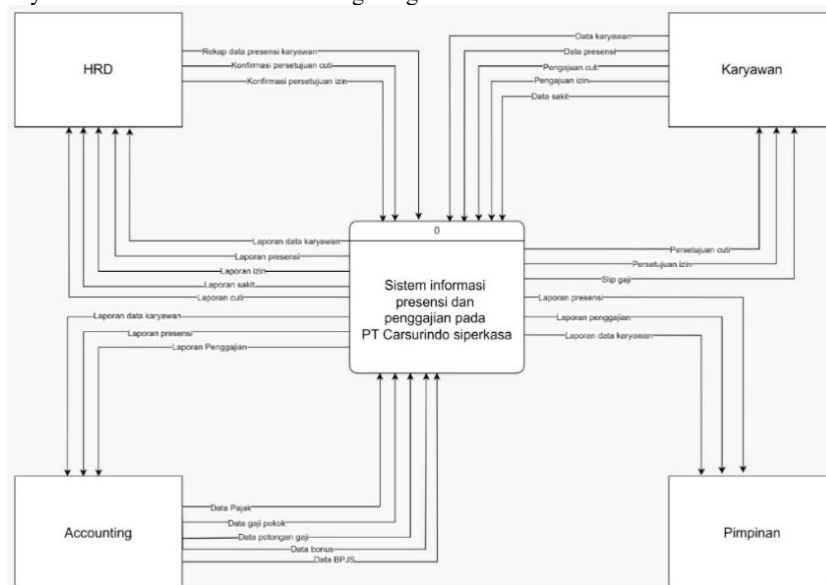 HRD
Rekap data presensi karyawan
Konfirmasi persetujuan cuti
Konfirmasi persetujuan izin
Data karyawan
Data presensi
Pengajuan cuti
Pengajuan izin
Data sakit
Karyawan
0
Sistem informasi
presensi dan
penggajian pada
PT Carsurindo siperkasa
Laporan data karyawan
Laporan presensi
Laporan izin
Laporan sakit
Laporan cuti
Persetujuan cuti
Persetujuan izin
Slip gaji
Laporan data karyawan
Laporan presensi
Laporan Penggajian
Laporan presensi
Laporan penggajian
Laporan data karyawan
Accounting
Data Pajak
Data gaji pokok
Data potongan gaji
Data bonus
Data BPJS
Pimpinan